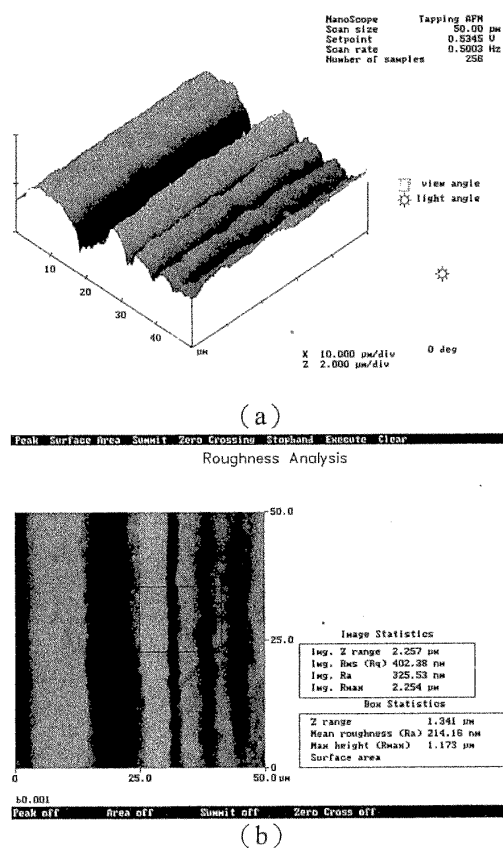 NanoScope Tapping AFM
Scan size 50.00 µm
Setpoint 0.5345 V
Scan rate 0.5003 Hz
Number of samples 256
view angle
light angle
10
20
30
40
µm
X 10.000 µm/div
Z 2.000 µm/div
0 deg
(a)
Peak Surface Area Summit Zero Crossing Stopband Execute Clear
Roughness Analysis
50.0
25.0
0
0
25.0
50.0 µm
Image Statistics
Img. Z range 2.257 µm
Img. Rms (Rq) 402.38 nm
Img. Ra 325.53 nm
Img. Rmax 2.254 µm
Box Statistics
Z range 1.341 µm
Mean roughness (Ra) 214.16 nm
Max height (Rmax) 1.173 µm
Surface area
b0.001
Peak off Area off Summit off Zero Cross off
(b)